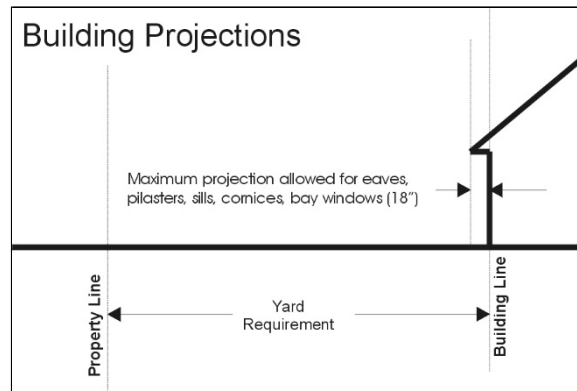 Building Projections
Maximum projection allowed for eaves,
pilasters, sills, cornices, bay windows (18")
Property Line
Yard
Requirement
Building Line